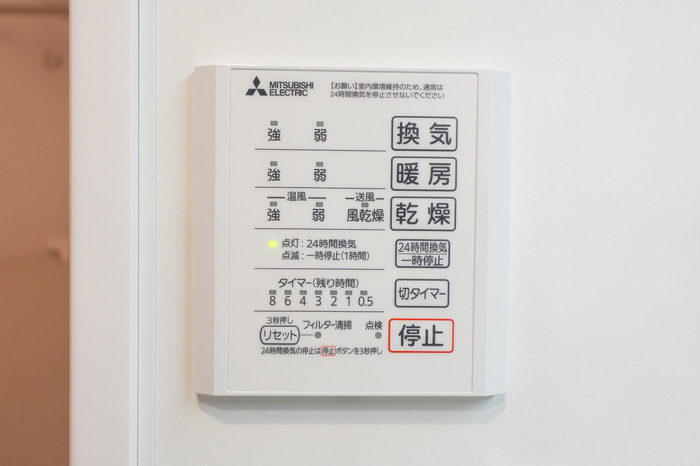 MITSUBISHI
ELECTRIC
【お願い】室内環境維持のため、通常は
24時間換気を停止させないでください
強 弱 換気
強 弱 暖房
温風 送風
強 弱 風乾燥 乾燥
点灯:24時間換気
点滅:一時停止(1時間)
24時間換気
一時停止
タイマー(残り時間)
8 6 4 3 2 1 0.5
切タイマー
3秒押し
リセット フィルター清掃 点検
停止
24時間換気の停止は停止ボタンを3秒押し